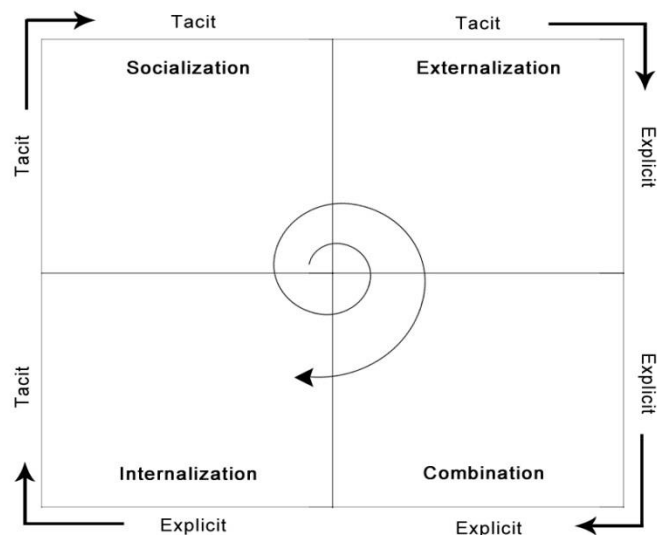 Tacit
Tacit
Socialization
Externalization
Tacit
Explicit
Tacit
Explicit
Internalization
Combination
Explicit
Explicit